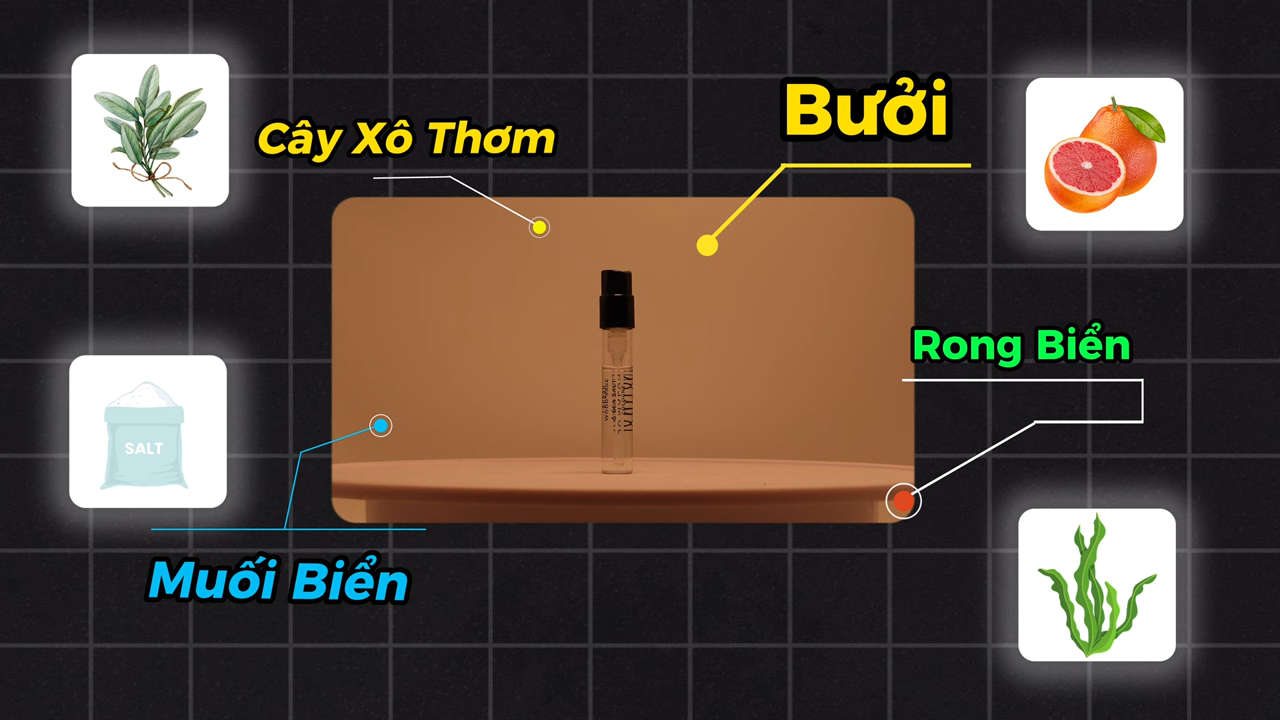 Bưởi
Cây Xô Thơm
Rong Biển
SALT
Muối Biển